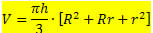 V = πh/3 · [R² + Rr + r²]